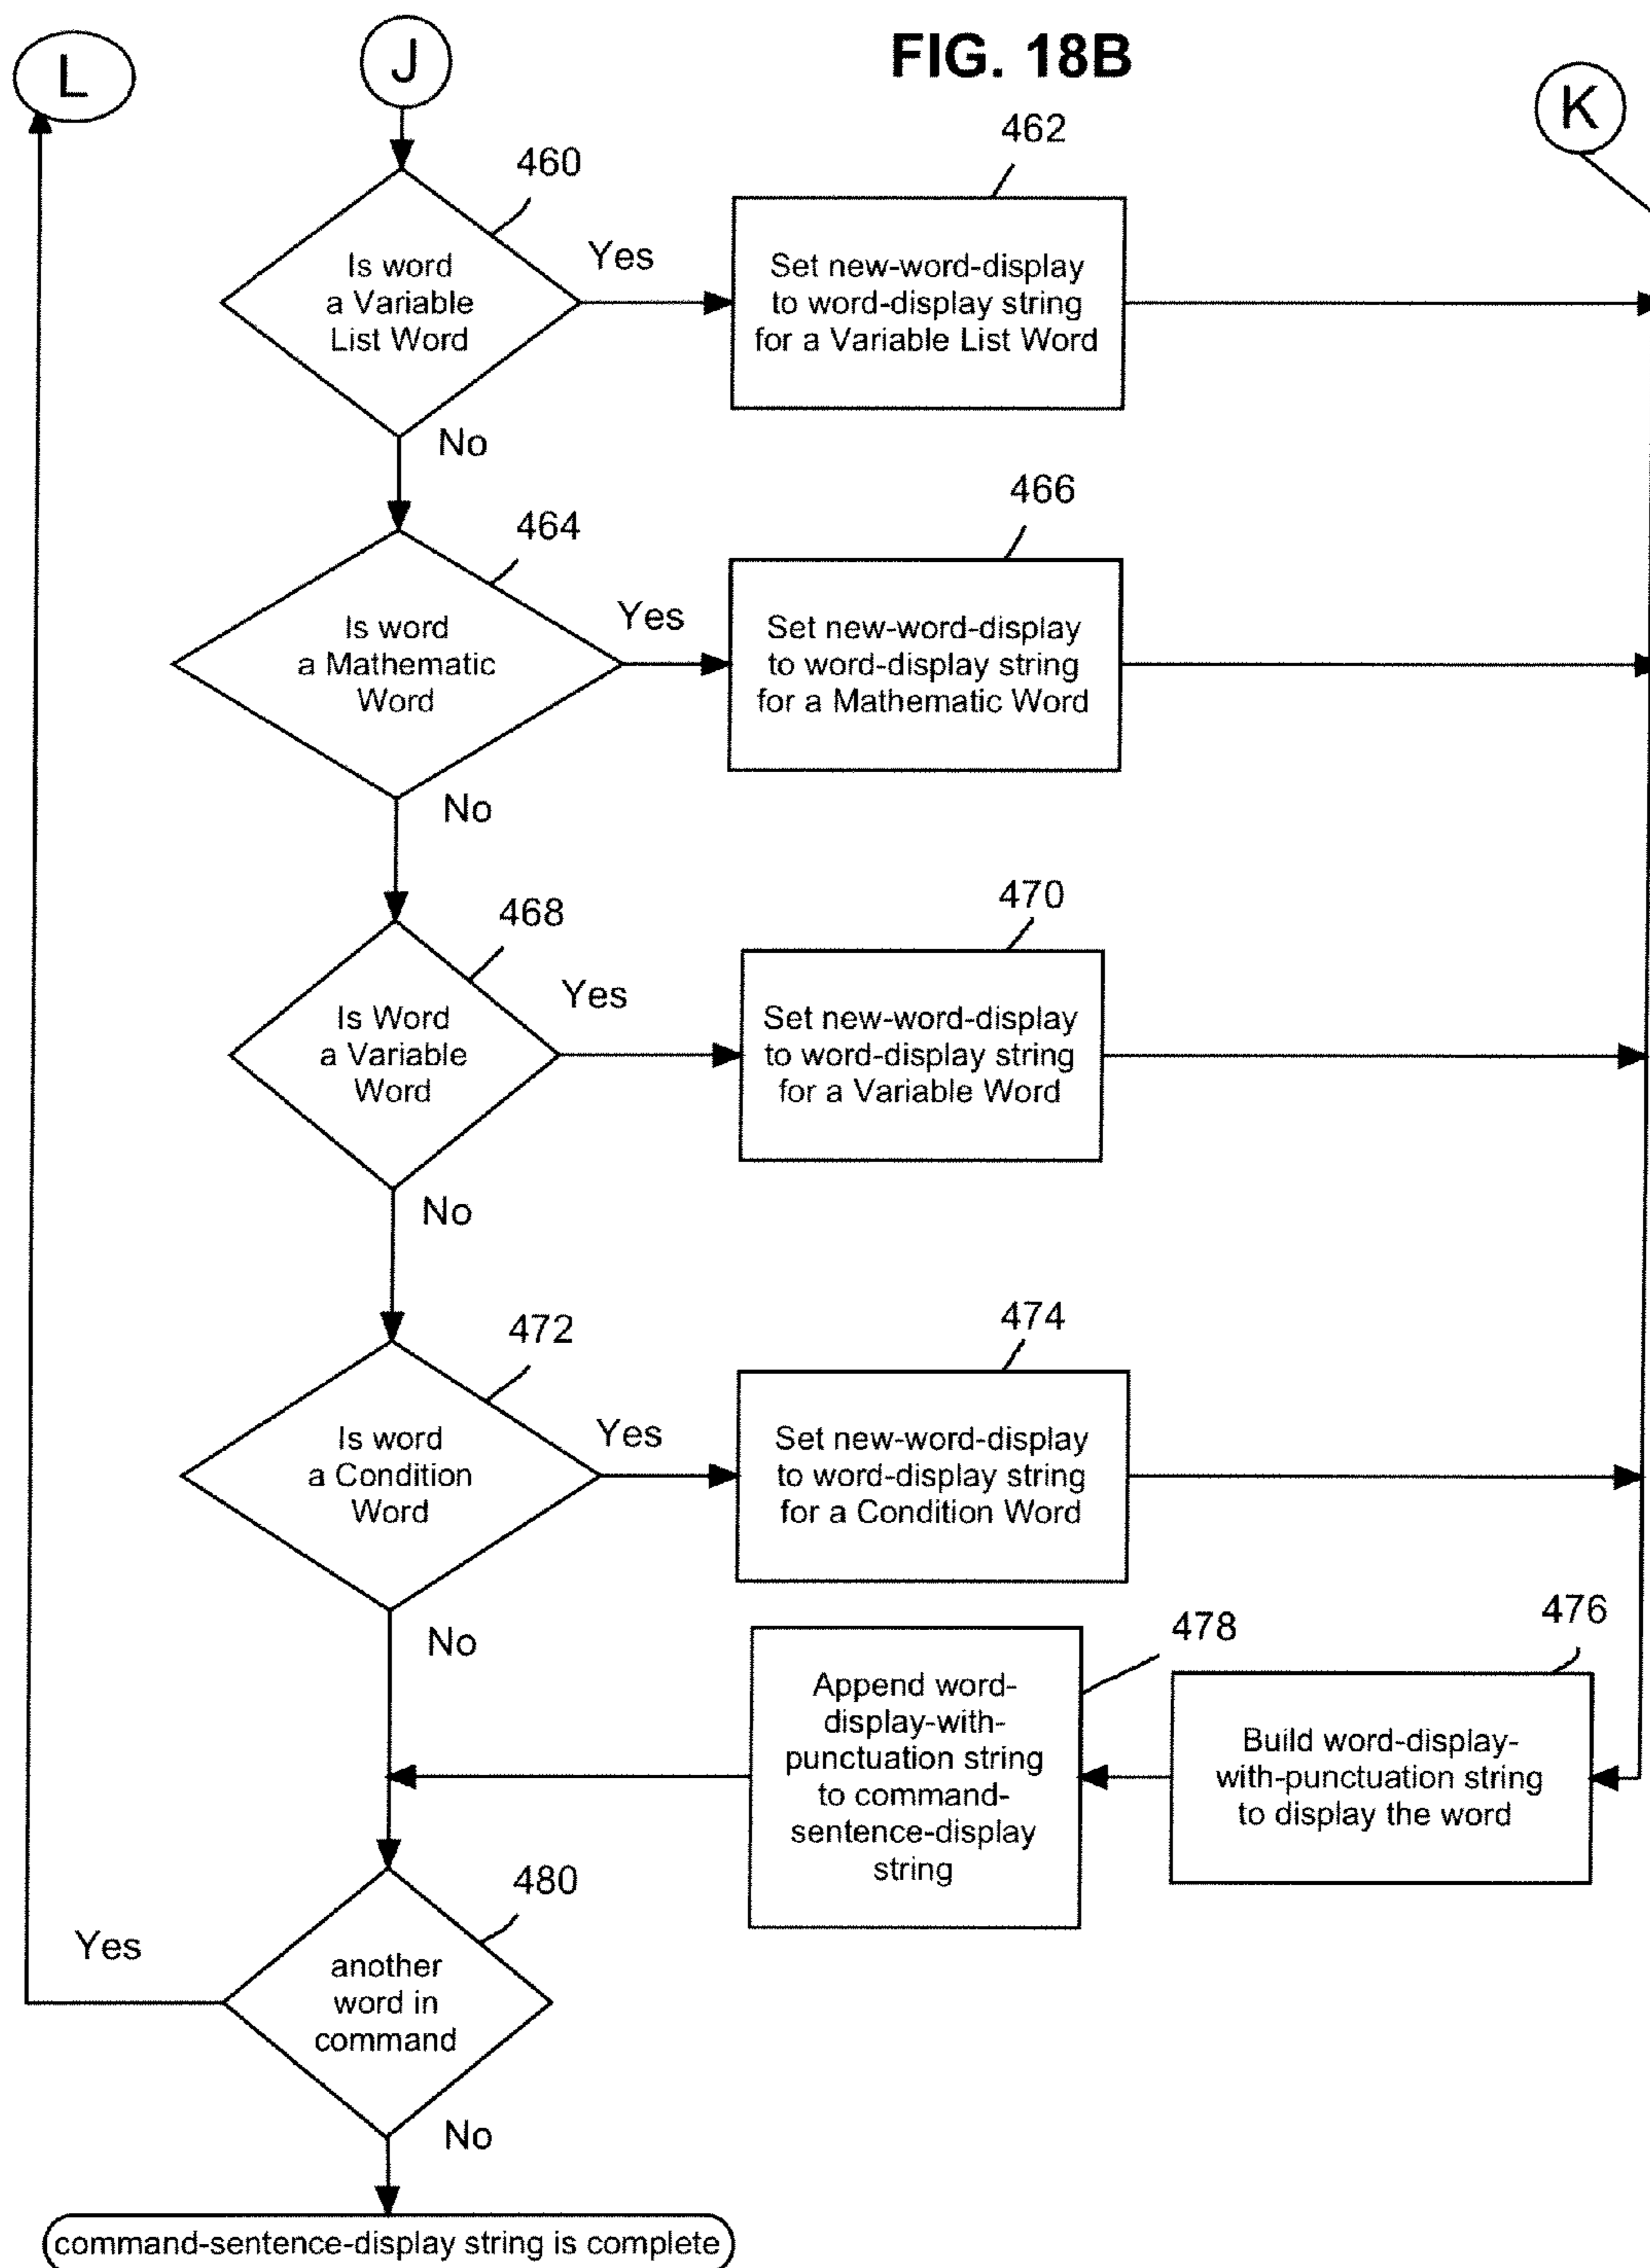 L
J
FIG. 18B
K
460
462
Is word
a Variable
List Word
Yes
Set new-word-display
to word-display string
for a Variable List Word
No
464
466
Is word
a Mathematic
Word
Yes
Set new-word-display
to word-display string
for a Mathematic Word
No
468
470
Is Word
a Variable
Word
Yes
Set new-word-display
to word-display string
for a Variable Word
No
472
474
Is word
a Condition
Word
Yes
Set new-word-display
to word-display string
for a Condition Word
No
476
Build word-display-
with-punctuation string
to display the word
478
Append word-
display-with-
punctuation string
to command-
sentence-display
string
480
another
word in
command
Yes
No
command-sentence-display string is complete